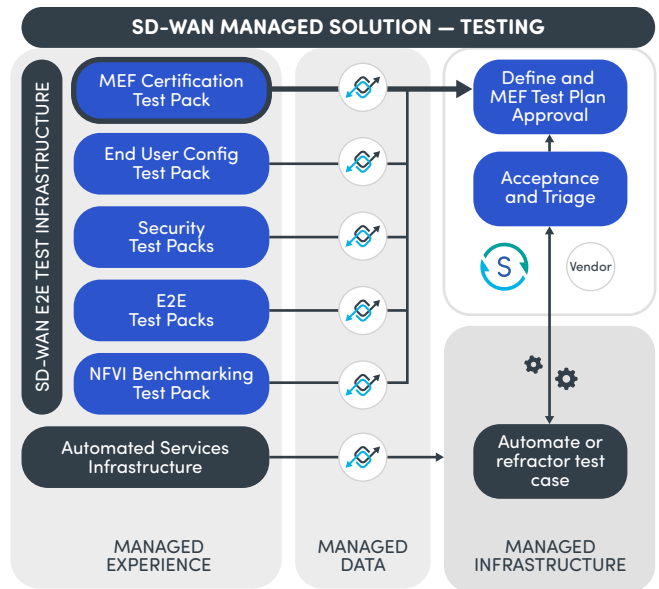 SD-WAN MANAGED SOLUTION — TESTING
SD-WAN E2E TEST INFRASTRUCTURE
MEF Certification
Test Pack
End User Config
Test Pack
Security
Test Packs
E2E
Test Packs
NFVI Benchmarking
Test Pack
Automated Services
Infrastructure
MANAGED
EXPERIENCE
MANAGED
DATA
Define and
MEF Test Plan
Approval
Acceptance
and Triage
S
Vendor
Automate or
refractor test
case
MANAGED
INFRASTRUCTURE